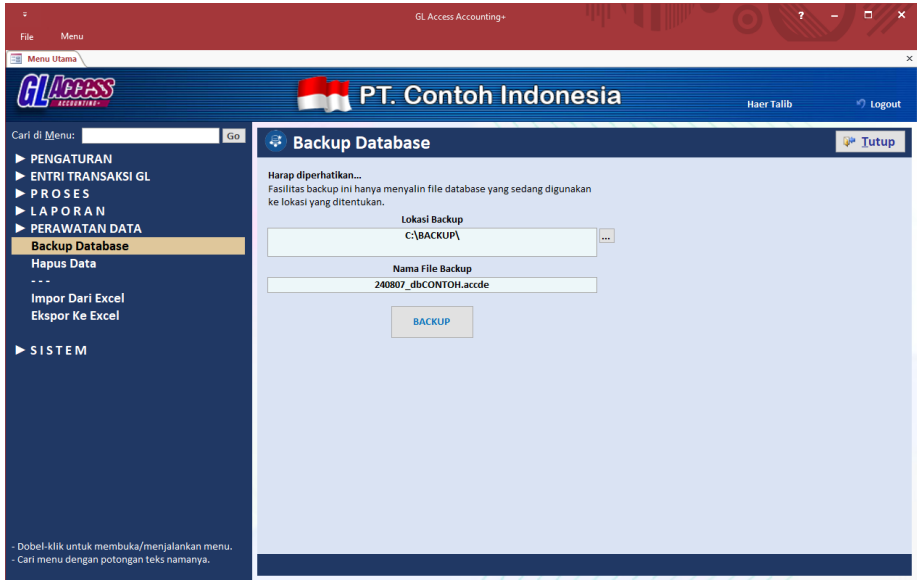 GL Access Accounting+
?
File Menu
Menu Utama
GL ACCESS
ACCOUNTING+
PT. Contoh Indonesia
Haer Talib
Logout
Cari di Menu:
Go
PENGATURAN
ENTRI TRANSAKSI GL
P R O S E S
L A P O R A N
PERAWATAN DATA
Backup Database
Hapus Data
- - -
Impor Dari Excel
Ekspor Ke Excel
S I S T E M
- Dobel-klik untuk membuka/menjalankan menu.
- Cari menu dengan potongan teks namanya.
Backup Database
Tutup
Harap diperhatikan...
Fasilitas backup ini hanya menyalin file database yang sedang digunakan
ke lokasi yang ditentukan.
Lokasi Backup
C:\BACKUP\
...
Nama File Backup
240807_dbCONTOH.accde
BACKUP